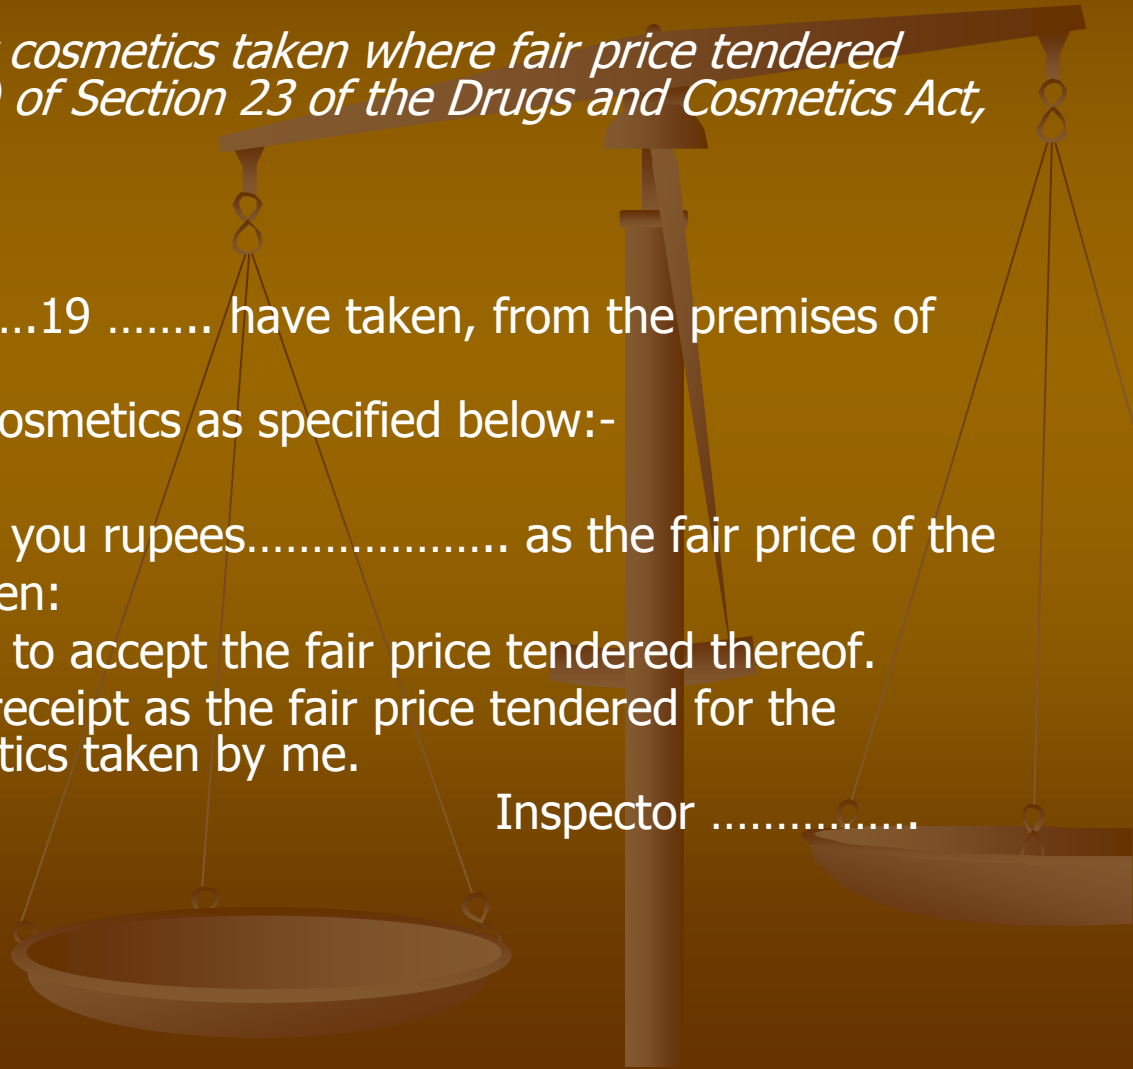 cosmetics taken where fair price tendered
) of Section 23 of the Drugs and Cosmetics Act,
….19 …….. have taken, from the premises of
osmetics as specified below:-
you rupees……………….. as the fair price of the
en:
to accept the fair price tendered thereof.
receipt as the fair price tendered for the
tics taken by me.
Inspector …………….